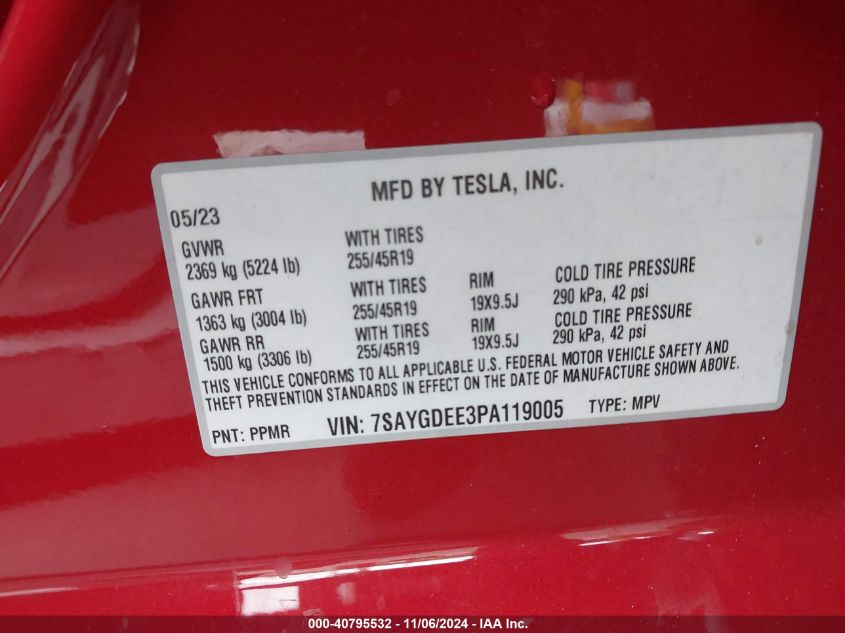 MFD BY TESLA, INC.
05/23
GVWR
2369 kg (5224 lb)
WITH TIRES
255/45R19
GAWR FRT
1363 kg (3004 lb)
WITH TIRES
255/45R19
RIM
19X9.5J
COLD TIRE PRESSURE
290 kPa, 42 psi
GAWR RR
1500 kg (3306 lb)
WITH TIRES
255/45R19
RIM
19X9.5J
COLD TIRE PRESSURE
290 kPa, 42 psi
THIS VEHICLE CONFORMS TO ALL APPLICABLE U.S. FEDERAL MOTOR VEHICLE SAFETY AND
THEFT PREVENTION STANDARDS IN EFFECT ON THE DATE OF MANUFACTURE SHOWN ABOVE.
PNT: PPMR VIN: 7SAYGDEE3PA119005 TYPE: MPV
000-40795532 - 11/06/2024 - IAA Inc.